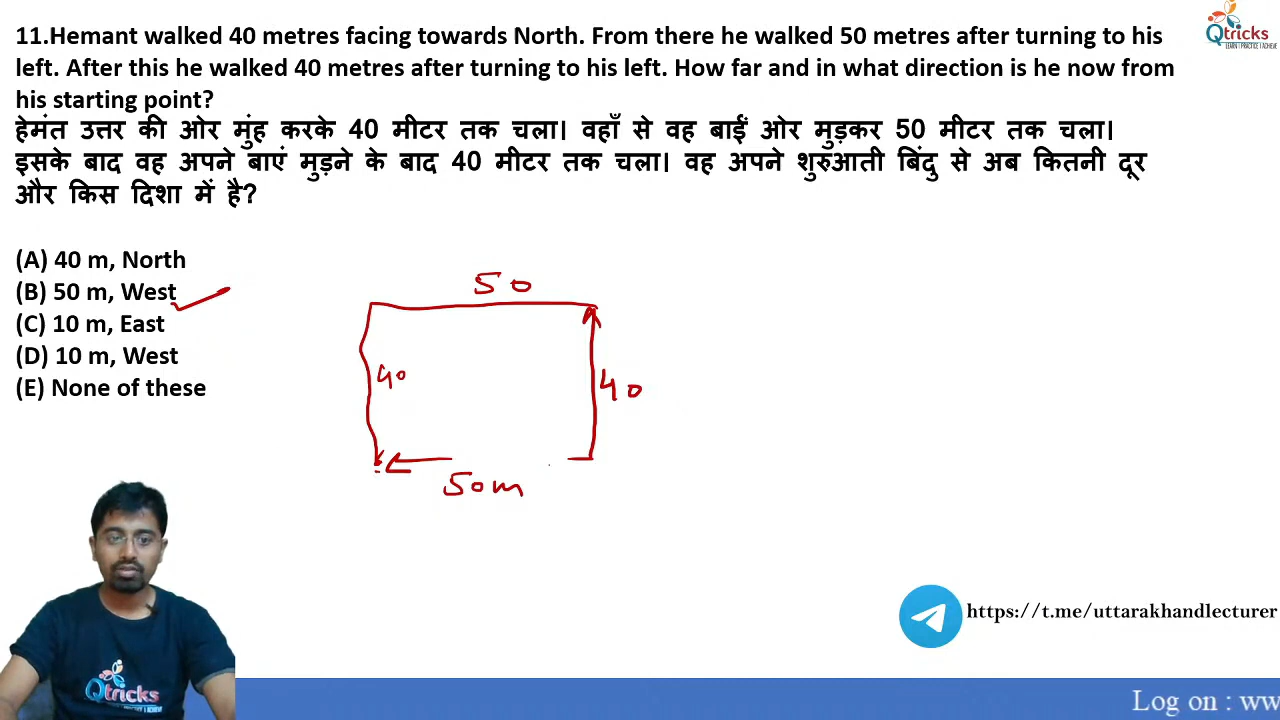 11.Hemant walked 40 metres facing towards North. From there he walked 50 metres after turning to his
left. After this he walked 40 metres after turning to his left. How far and in what direction is he now from
his starting point?
हेमंत उत्तर की ओर मुंह करके 40 मीटर तक चला। वहाँ से वह बाईं ओर मुड़कर 50 मीटर तक चला।
इसके बाद वह अपने बाएं मुड़ने के बाद 40 मीटर तक चला। वह अपने शुरुआती बिंदु से अब कितनी दूर
और किस दिशा में है?
(A) 40 m, North
(B) 50 m, West
(C) 10 m, East
(D) 10 m, West
(E) None of these
50
40
40
50m
Qtricks
LEARN | PRACTICE | ACHIEVE
Qtricks
https://t.me/uttarakhandlecturer
Log on : ww